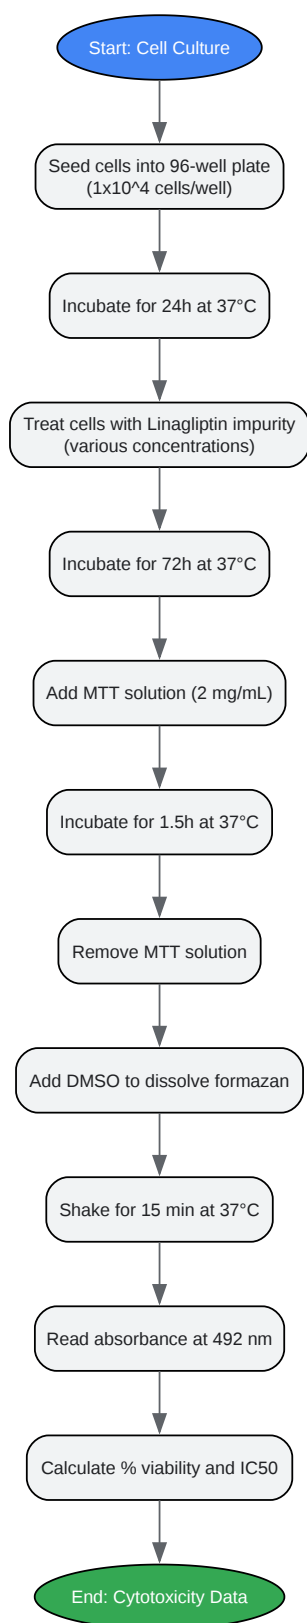 Start: Cell Culture
Seed cells into 96-well plate
(1x10^4 cells/well)
Incubate for 24h at 37°C
Treat cells with Linagliptin impurity
(various concentrations)
Incubate for 72h at 37°C
Add MTT solution (2 mg/mL)
Incubate for 1.5h at 37°C
Remove MTT solution
Add DMSO to dissolve formazan
Shake for 15 min at 37°C
Read absorbance at 492 nm
Calculate % viability and IC50
End: Cytotoxicity Data